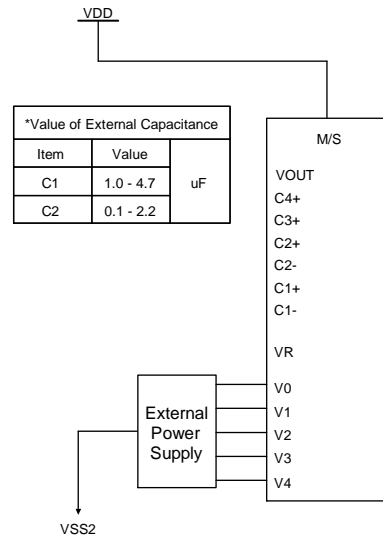 VDD
*Value of External Capacitance
Item Value
C1 1.0 - 4.7 uF
C2 0.1 - 2.2
M/S
VOUT
C4+
C3+
C2+
C2-
C1+
C1-
VR
V0
V1
V2
V3
V4
External
Power
Supply
VSS2